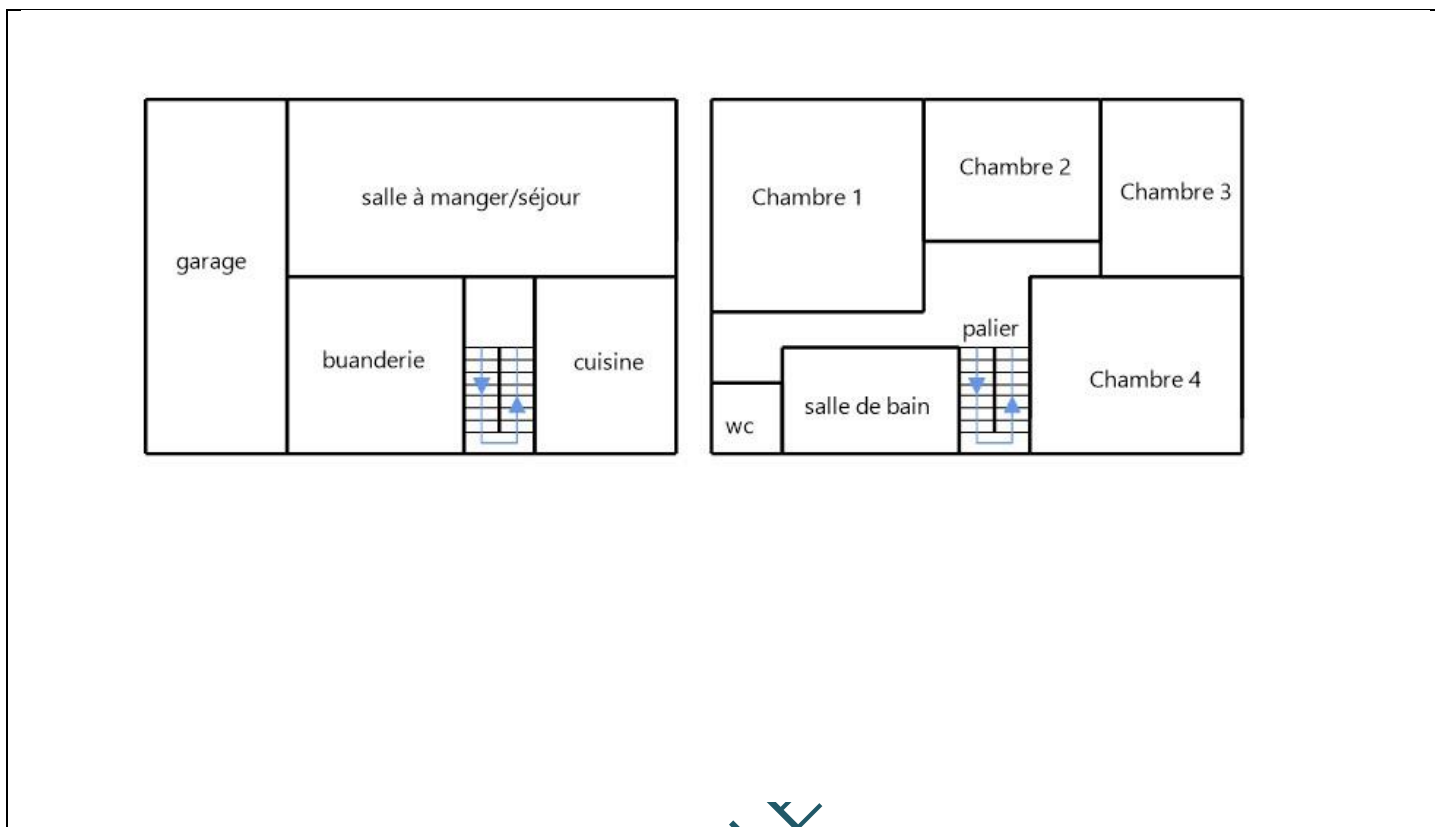 salle à manger/séjour
garage
buanderie
cuisine
Chambre 1
Chambre 2
Chambre 3
palier
Chambre 4
salle de bain
wc